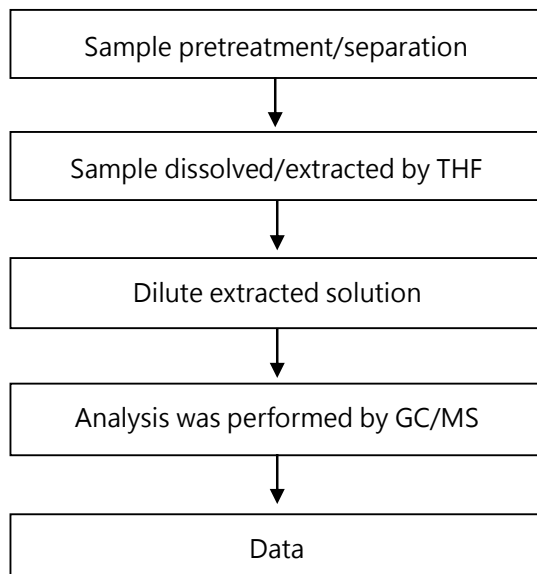 Sample pretreatment/separation
Sample dissolved/extracted by THF
Dilute extracted solution
Analysis was performed by GC/MS
Data